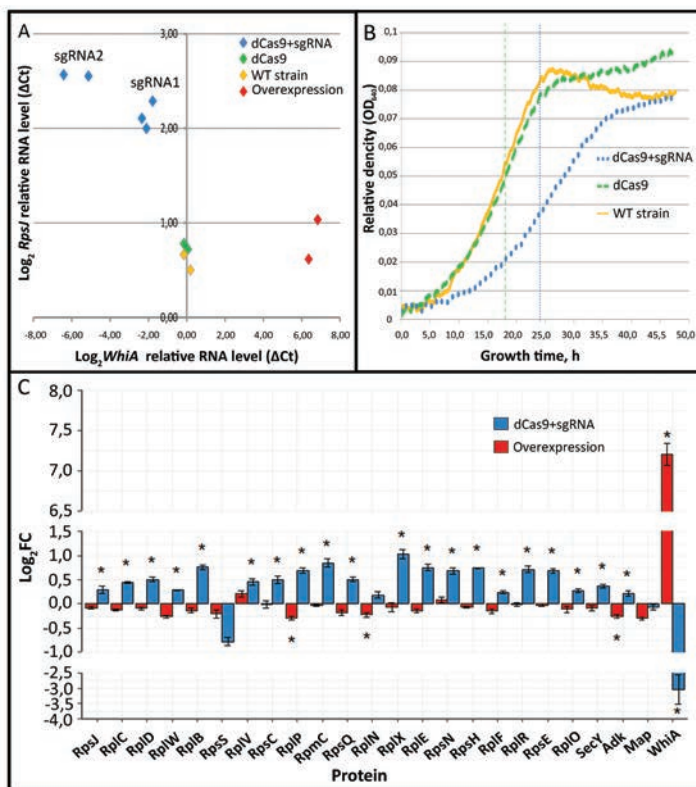 A
sgRNA2
sgRNA1
dCas9+sgRNA
dCas9
WT strain
Overexpression
3,00
2,00
1,00
0,00
-8,00 -6,00 -4,00 -2,00 0,00 2,00 4,00 6,00 8,00
Log2 RpsJ relative RNA level (ΔCt)
Log2WhiA relative RNA level (ΔCt)
B
0,1
0,09
0,08
0,07
0,06
0,05
0,04
0,03
0,02
0,01
0
Relative dencity (OD640)
dCas9+sgRNA
dCas9
WT strain
0,0 5,0 10,0 15,0 20,0 25,0 30,0 35,0 40,0 45,0 50,0
Growth time, h
C
8,0
7,5
7,0
6,5
1,5
1,0
0,5
0,0
-0,5
-1,0
-2,5
-3,0
-3,5
-4,0
Log2FC
dCas9+sgRNA
Overexpression
* * * * * * * * * * * * * * * * * * * * * * * *
RpsJ RplC RplD RplW RplB RpsS RplV RpsC RplP RpmC RpsQ RplN RplX RplE RpsN RpsH RplF RplR RpsE RplO SecY Adk Map WhiA
Protein